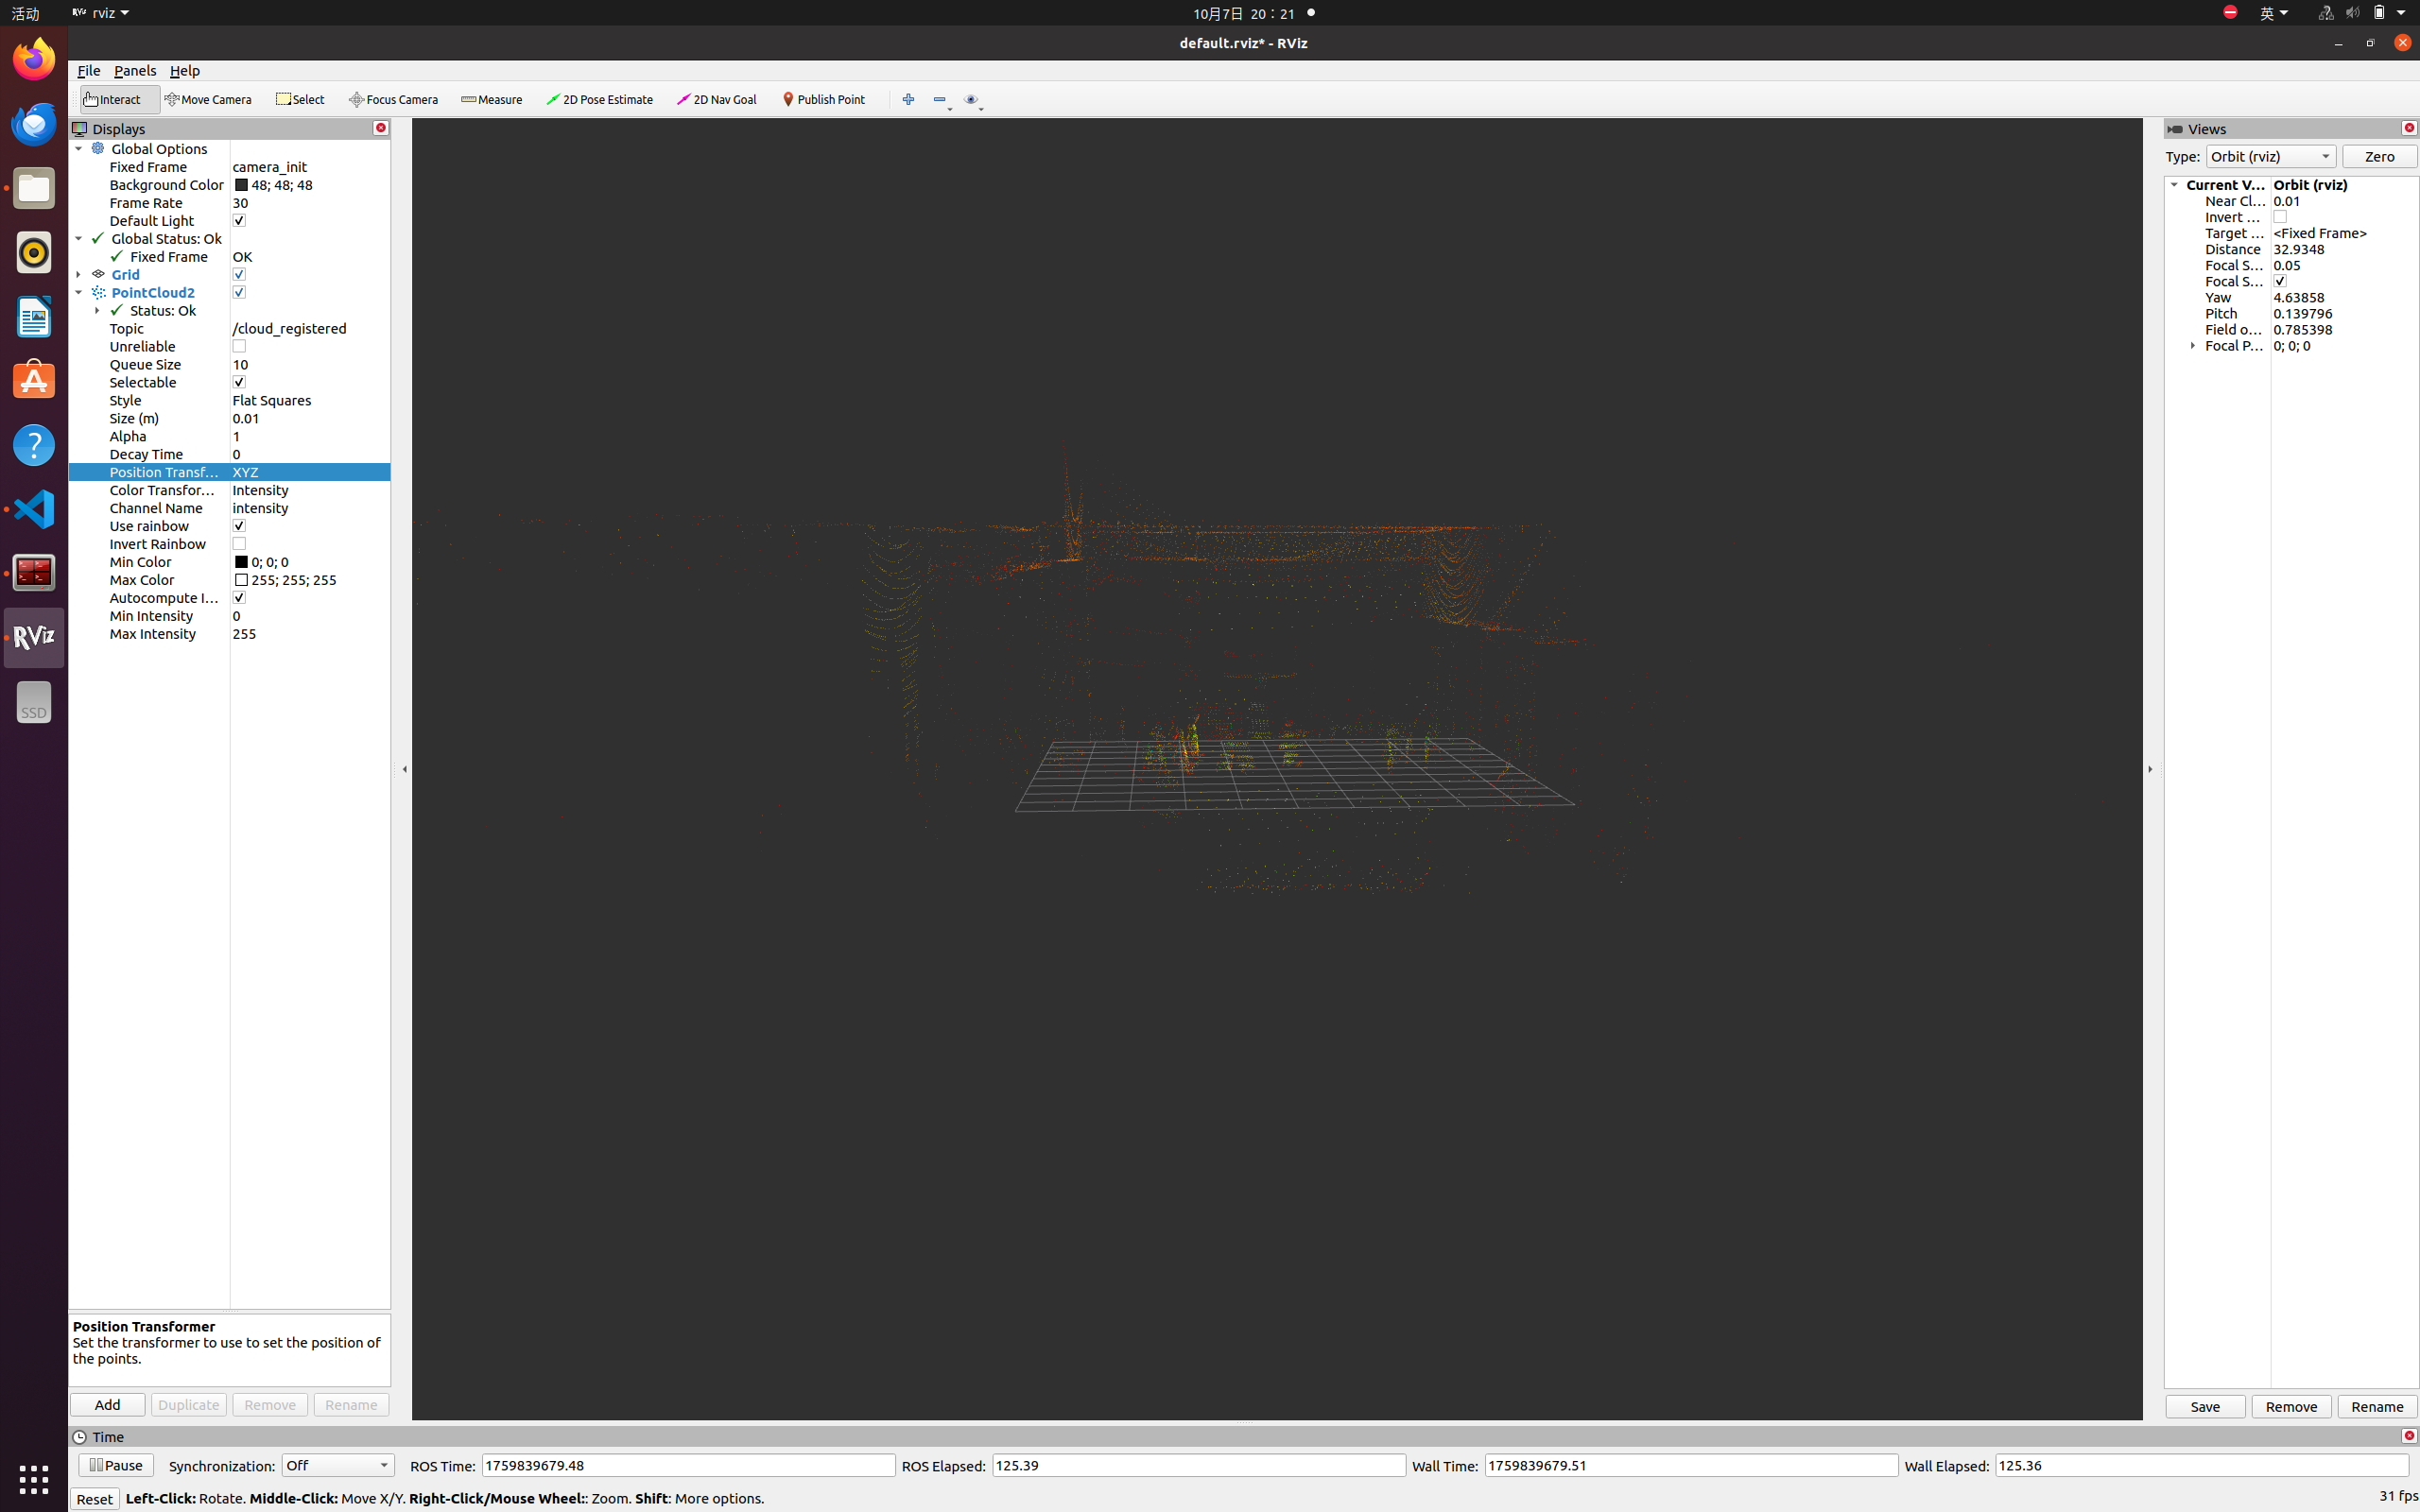 活动 rviz 10月7日 20：21 英
default.rviz* - RViz
File Panels Help
Interact Move Camera Select Focus Camera Measure 2D Pose Estimate 2D Nav Goal Publish Point
Displays
Global Options
Fixed Frame camera_init
Background Color 48; 48; 48
Frame Rate 30
Default Light
Global Status: Ok
Fixed Frame OK
Grid
PointCloud2
Status: Ok
Topic /cloud_registered
Unreliable
Queue Size 10
Selectable
Style Flat Squares
Size (m) 0.01
Alpha 1
Decay Time 0
Position Transf... XYZ
Color Transfor... Intensity
Channel Name intensity
Use rainbow
Invert Rainbow
Min Color 0; 0; 0
Max Color 255; 255; 255
Autocompute I...
Min Intensity 0
Max Intensity 255
Position Transformer
Set the transformer to use to set the position of
the points.
Add Duplicate Remove Rename
Views
Type: Orbit (rviz) Zero
Current V... Orbit (rviz)
Near Cl... 0.01
Invert ...
Target ... <Fixed Frame>
Distance 32.9348
Focal S... 0.05
Focal S...
Yaw 4.63858
Pitch 0.139796
Field o... 0.785398
Focal P... 0; 0; 0
Save Remove Rename
RViz
SSD
Time
Pause Synchronization: Off ROS Time: 1759839679.48 ROS Elapsed: 125.39 Wall Time: 1759839679.51 Wall Elapsed: 125.36
Reset Left-Click: Rotate. Middle-Click: Move X/Y. Right-Click/Mouse Wheel:: Zoom. Shift: More options. 31 fps